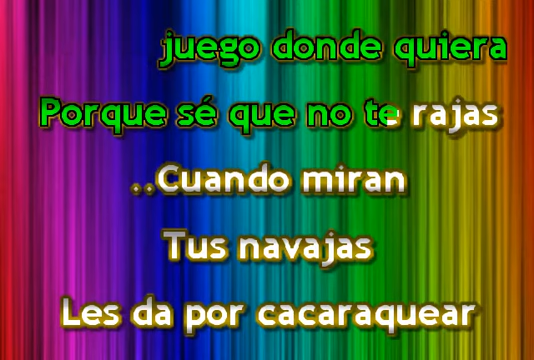 juego donde quiera
Porque sé que no te rajas
..Cuando miran
Tus navajas
Les da por cacaraquear